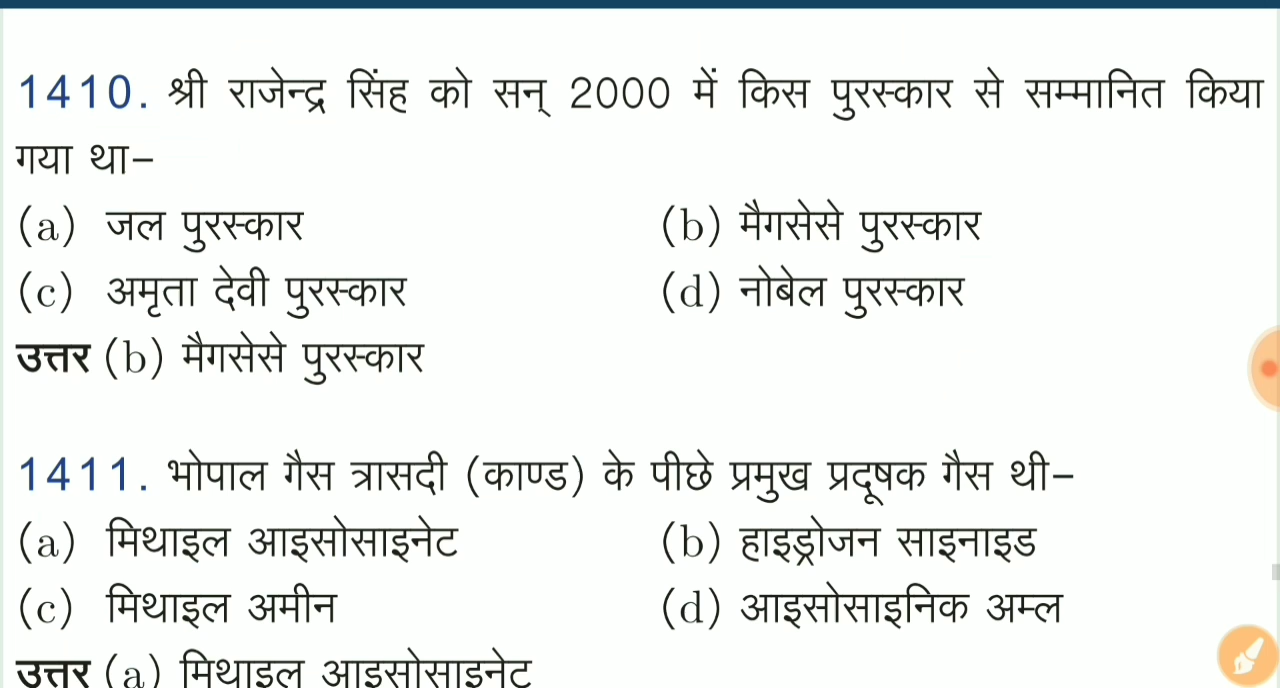 1410. श्री राजेन्द्र सिंह को सन् 2000 में किस पुरस्कार से सम्मानित किया
गया था–
(a) जल पुरस्कार (b) मैगसेसे पुरस्कार
(c) अमृता देवी पुरस्कार (d) नोबेल पुरस्कार
उत्तर (b) मैगसेसे पुरस्कार
1411. भोपाल गैस त्रासदी (काण्ड) के पीछे प्रमुख प्रदूषक गैस थी–
(a) मिथाइल आइसोसाइनेट (b) हाइड्रोजन साइनाइड
(c) मिथाइल अमीन (d) आइसोसाइनिक अम्ल
उत्तर (a) मिथाइल आइसोसाइनेट